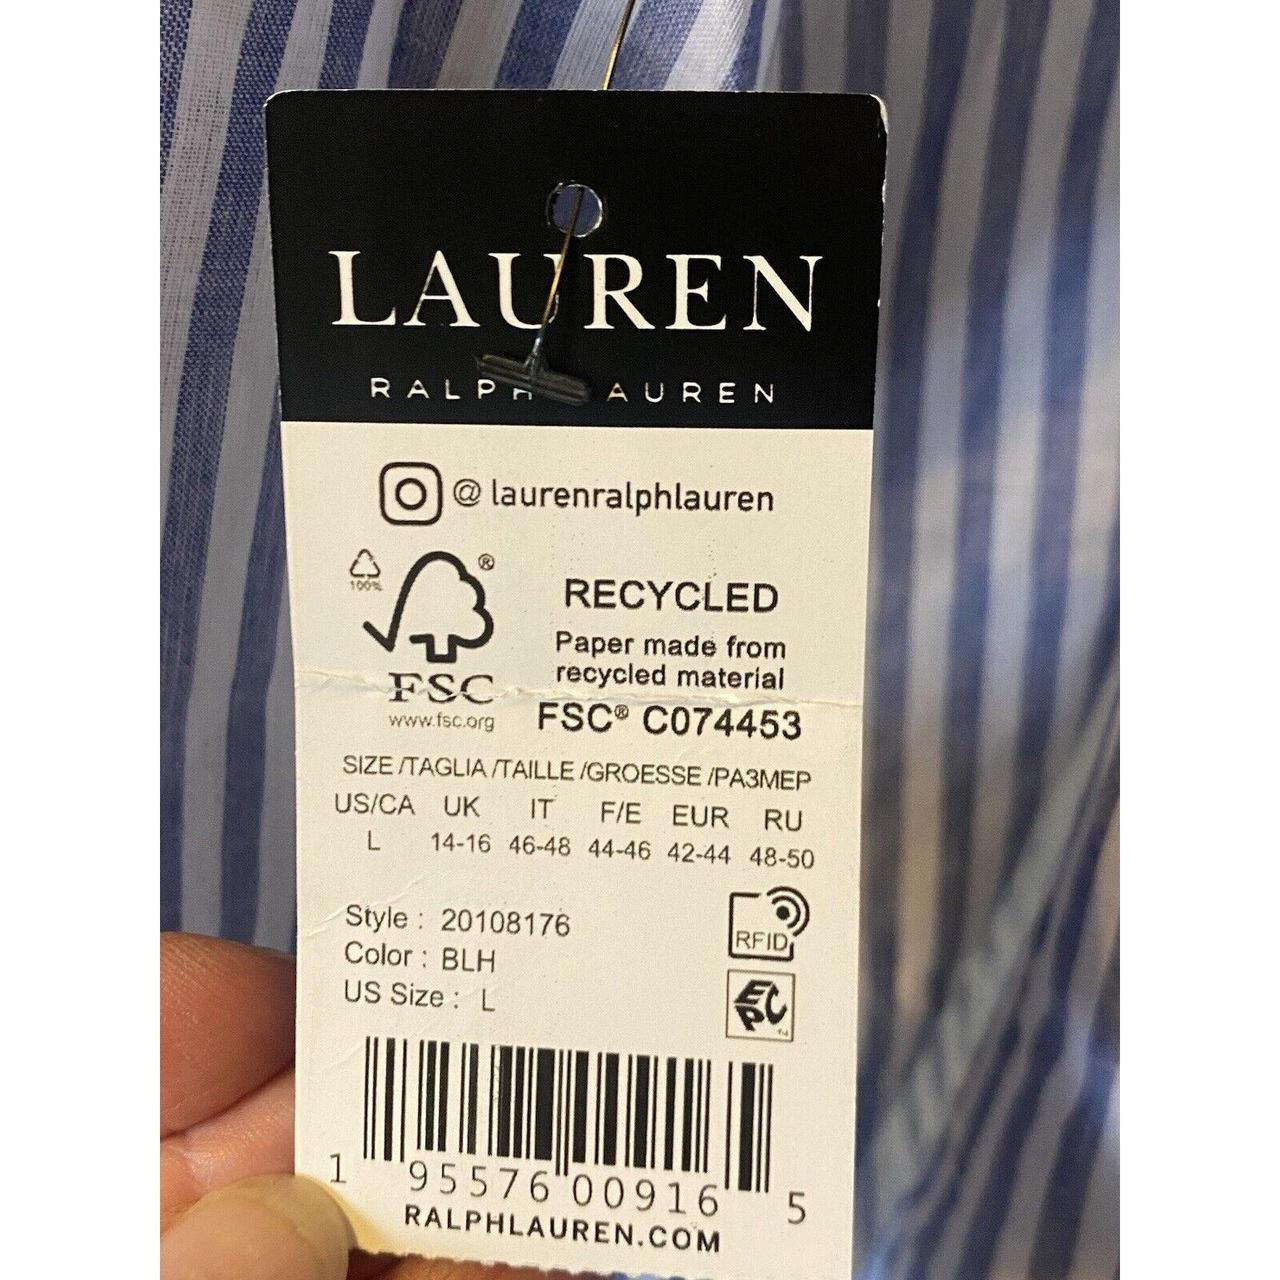 LAUREN
RALPH LAUREN
@ laurenralphlauren
100%
®
FSC
www.fsc.org
RECYCLED
Paper made from
recycled material
FSC® C074453
SIZE /TAGLIA /TAILLE /GROESSE /РАЗМЕР
US/CA UK IT F/E EUR RU
L 14-16 46-48 44-46 42-44 48-50
Style : 20108176
Color : BLH
US Size : L
RFID
EPC
1 95576 00916 5
RALPHLAUREN.COM